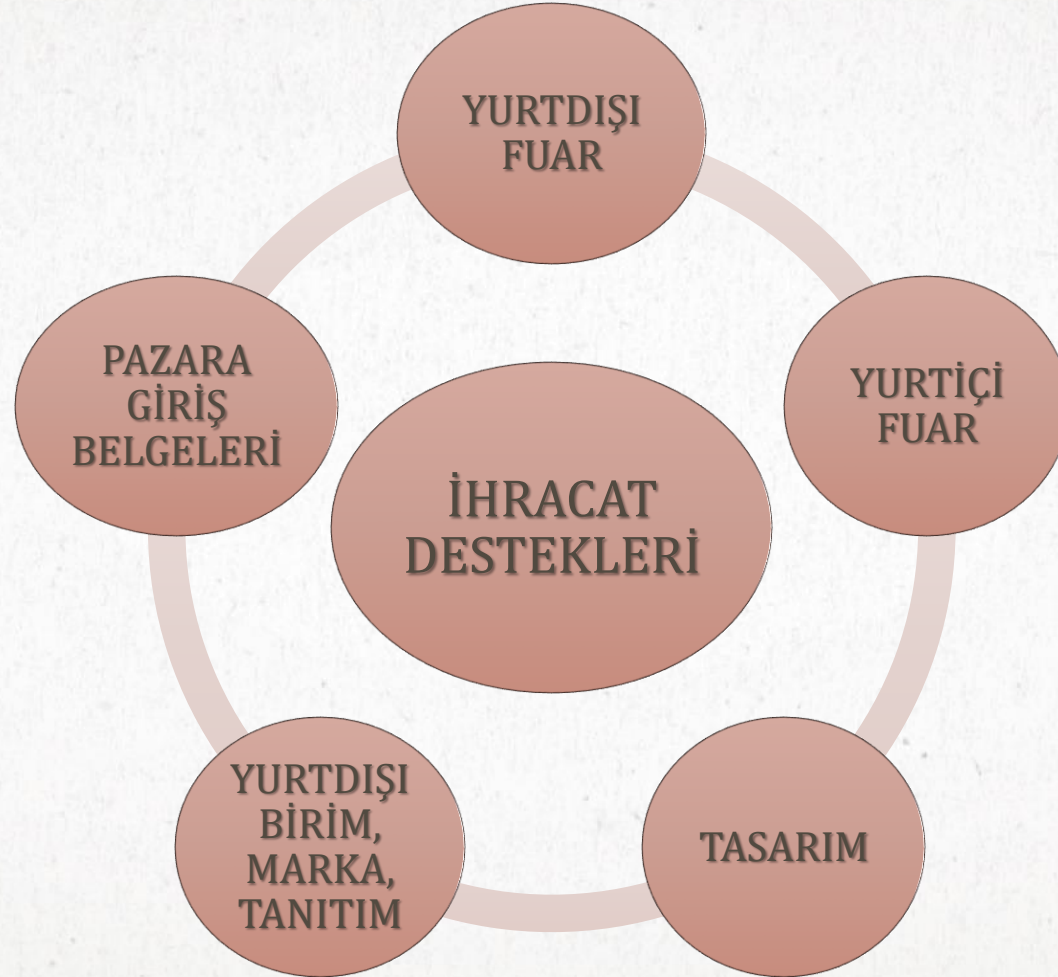 YURTDIŞI
FUAR
YURTİÇİ
FUAR
TASARIM
YURTDIŞI
BİRİM,
MARKA,
TANITIM
PAZARA
GİRİŞ
BELGELERİ
İHRACAT
DESTEKLERİ